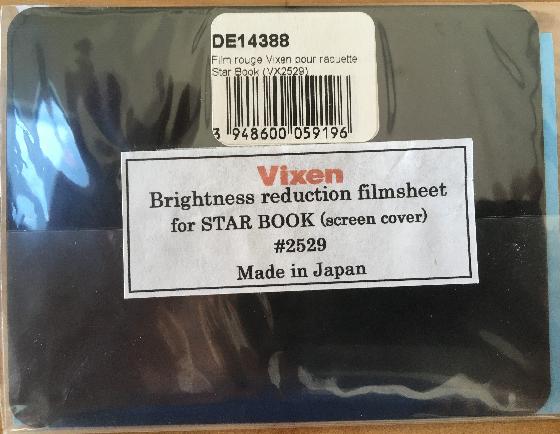 DE14388
Film rouge Vixen pour raquette
Star Book (VX2529)
3 948600 059196
Vixen
Brightness reduction filmsheet
for STAR BOOK (screen cover)
#2529
Made in Japan